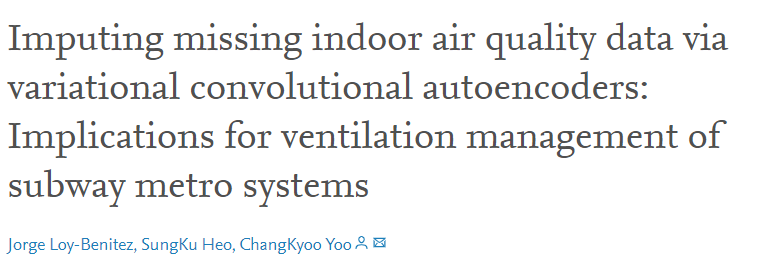 Imputing missing indoor air quality data via
variational convolutional autoencoders:
Implications for ventilation management of
subway metro systems
Jorge Loy-Benitez, SungKu Heo, ChangKyoo Yoo